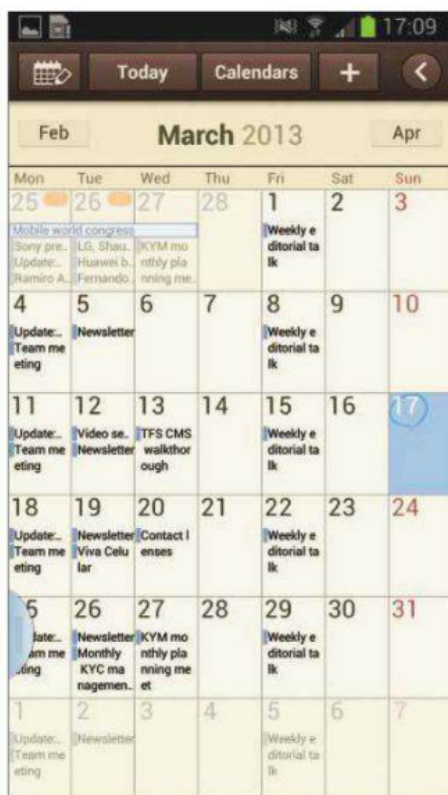 17:09
Today Calendars +
Feb March 2013 Apr
Mon Tue Wed Thu Fri Sat Sun
25 26 27 28 1 2 3
Mobile world congress Weekly e
Sony pre.. LG, Shau.. KYM mo ditorial ta
Update:.. Huawei b.. nthly pla lk
Ramiro A.. Fernando.. nning me..
4 5 6 7 8 9 10
Update:.. Newsletter Weekly e
Team me ditorial ta
eting lk
11 12 13 14 15 16 17
Update:.. Video se.. TFS CMS Weekly e
Team me Newsletter walkthor ditorial ta
eting ough lk
18 19 20 21 22 23 24
Update:.. Newsletter Contact l Weekly e
Team me Viva Celu enses ditorial ta
eting lar lk
5 26 27 28 29 30 31
date:.. Newsletter KYM mo Weekly e
am me Monthly nthly pla ditorial ta
eting KYC ma nning me lk
nagemen.. et
1 2 3 4 5 6 7
Update:.. Newsletter Weekly e
Team me ditorial ta
eting lk